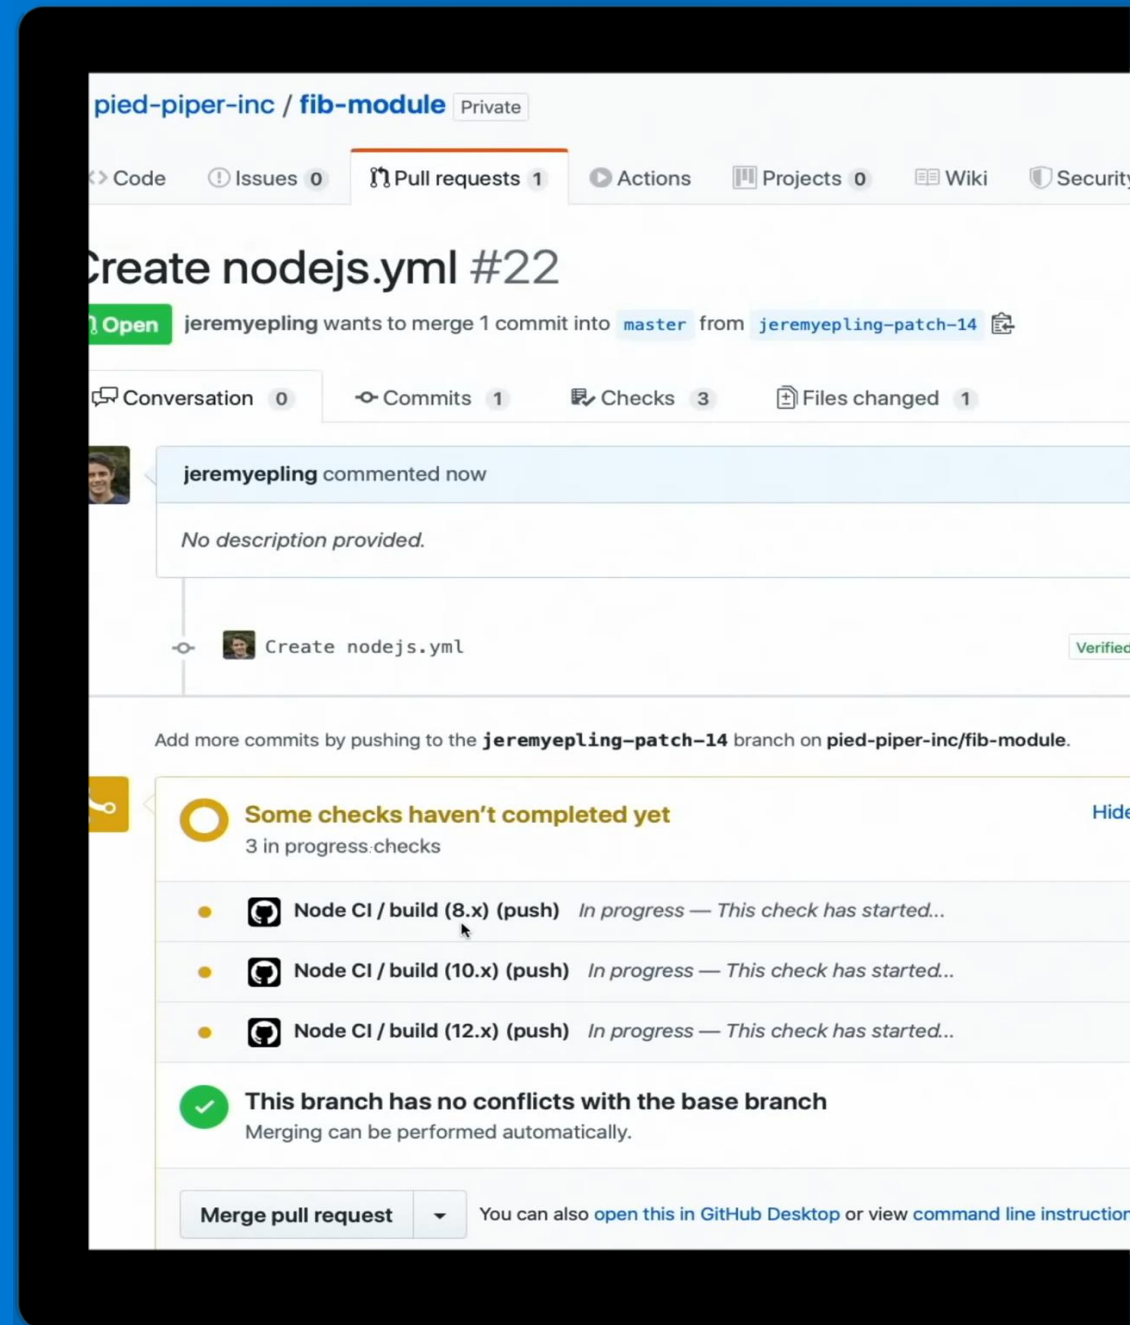 pied-piper-inc / fib-module Private
Code Issues 0 Pull requests 1 Actions Projects 0 Wiki Security
Create nodejs.yml #22
Open jeremyepling wants to merge 1 commit into master from jeremyepling-patch-14
Conversation 0 Commits 1 Checks 3 Files changed 1
jeremyepling commented now
No description provided.
Create nodejs.yml Verified
Add more commits by pushing to the jeremyepling-patch-14 branch on pied-piper-inc/fib-module.
Some checks haven't completed yet Hide
3 in progress checks
Node CI / build (8.x) (push) In progress — This check has started...
Node CI / build (10.x) (push) In progress — This check has started...
Node CI / build (12.x) (push) In progress — This check has started...
This branch has no conflicts with the base branch
Merging can be performed automatically.
Merge pull request You can also open this in GitHub Desktop or view command line instruction